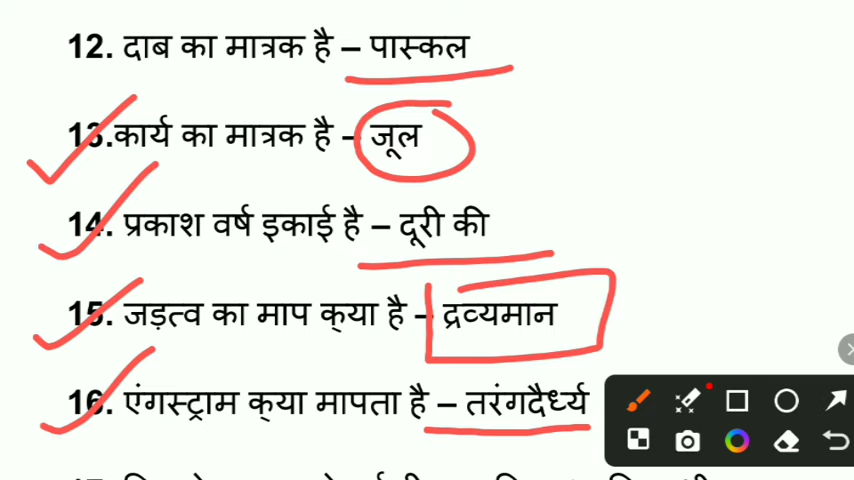 12. दाब का मात्रक है – पास्कल
13.कार्य का मात्रक है – जूल
14. प्रकाश वर्ष इकाई है – दूरी की
15. जड़त्व का माप क्या है – द्रव्यमान
16. एंगस्ट्राम क्या मापता है – तरंगदैर्ध्य